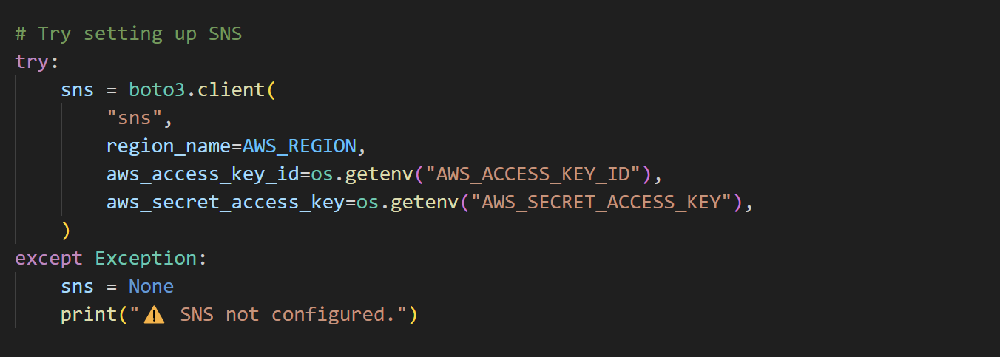 # Try setting up SNS
try:
    sns = boto3.client(
        "sns",
        region_name=AWS_REGION,
        aws_access_key_id=os.getenv("AWS_ACCESS_KEY_ID"),
        aws_secret_access_key=os.getenv("AWS_SECRET_ACCESS_KEY"),
    )
except Exception:
    sns = None
    print("⚠️ SNS not configured.")